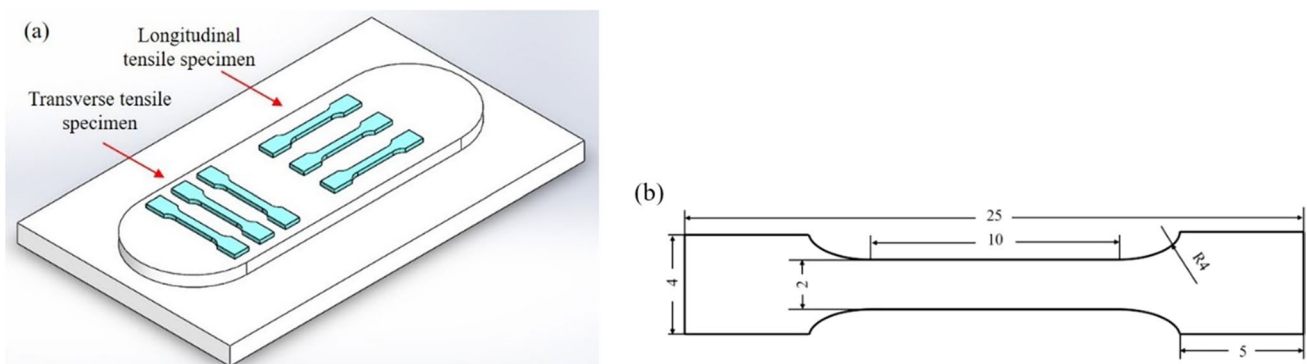 (a)
Longitudinal
tensile specimen
Transverse tensile
specimen
(b)
25
10
4
2
R4
5